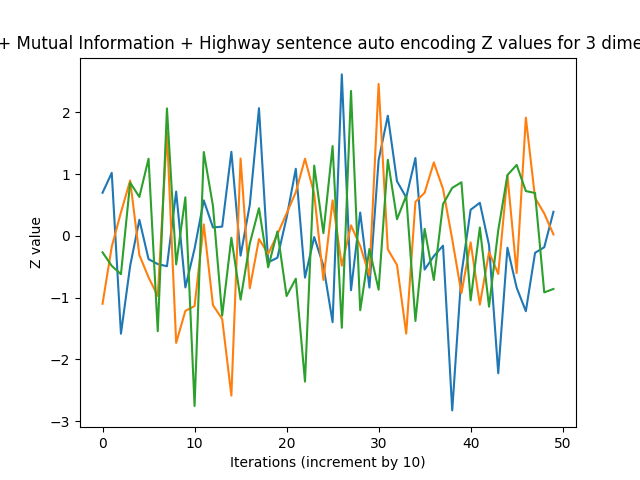 + Mutual Information + Highway sentence auto encoding Z values for 3 dime
2
1
0
−1
−2
−3
Z value
0 10 20 30 40 50
Iterations (increment by 10)